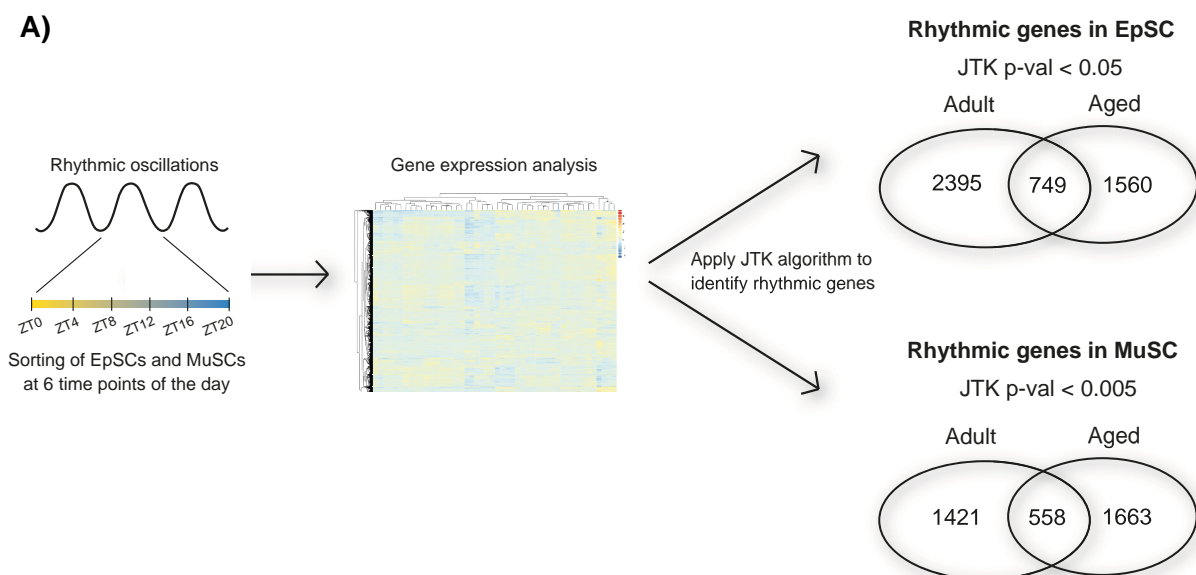 A)
Rhythmic oscillations
ZT0
ZT4
ZT8
ZT12
ZT16
ZT20
Sorting of EpSCs and MuSCs
at 6 time points of the day
Gene expression analysis
Apply JTK algorithm to
identify rhythmic genes
Rhythmic genes in EpSC
JTK p-val < 0.05
Adult
Aged
2395
749
1560
Rhythmic genes in MuSC
JTK p-val < 0.005
Adult
Aged
1421
558
1663